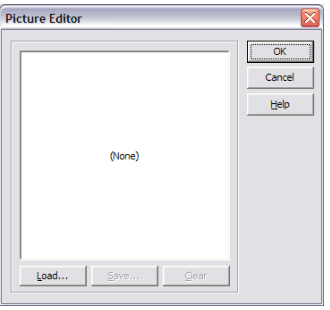 Picture Editor
OK
Cancel
Help
(None)
Load...
Save...
Clear